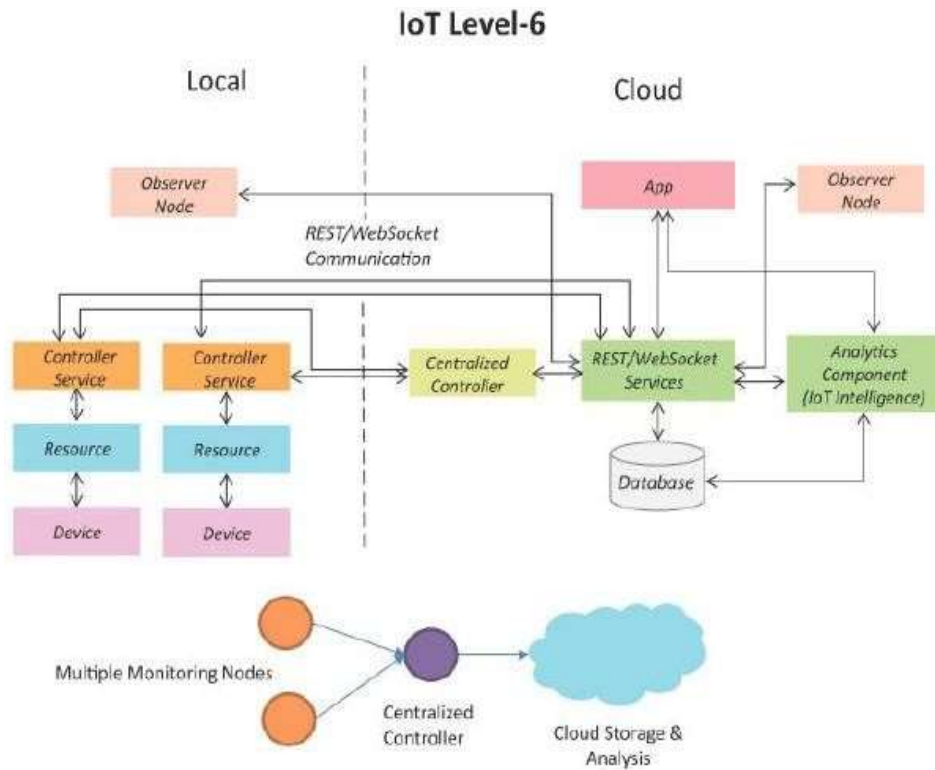 IoT Level-6
Local
Cloud
Observer
Node
App
Observer
Node
REST/WebSocket
Communication
Controller
Service
Controller
Service
Centralized
Controller
REST/WebSocket
Services
Analytics
Component
(IoT Intelligence)
Resource
Resource
Database
Device
Device
Multiple Monitoring Nodes
Centralized
Controller
Cloud Storage &
Analysis